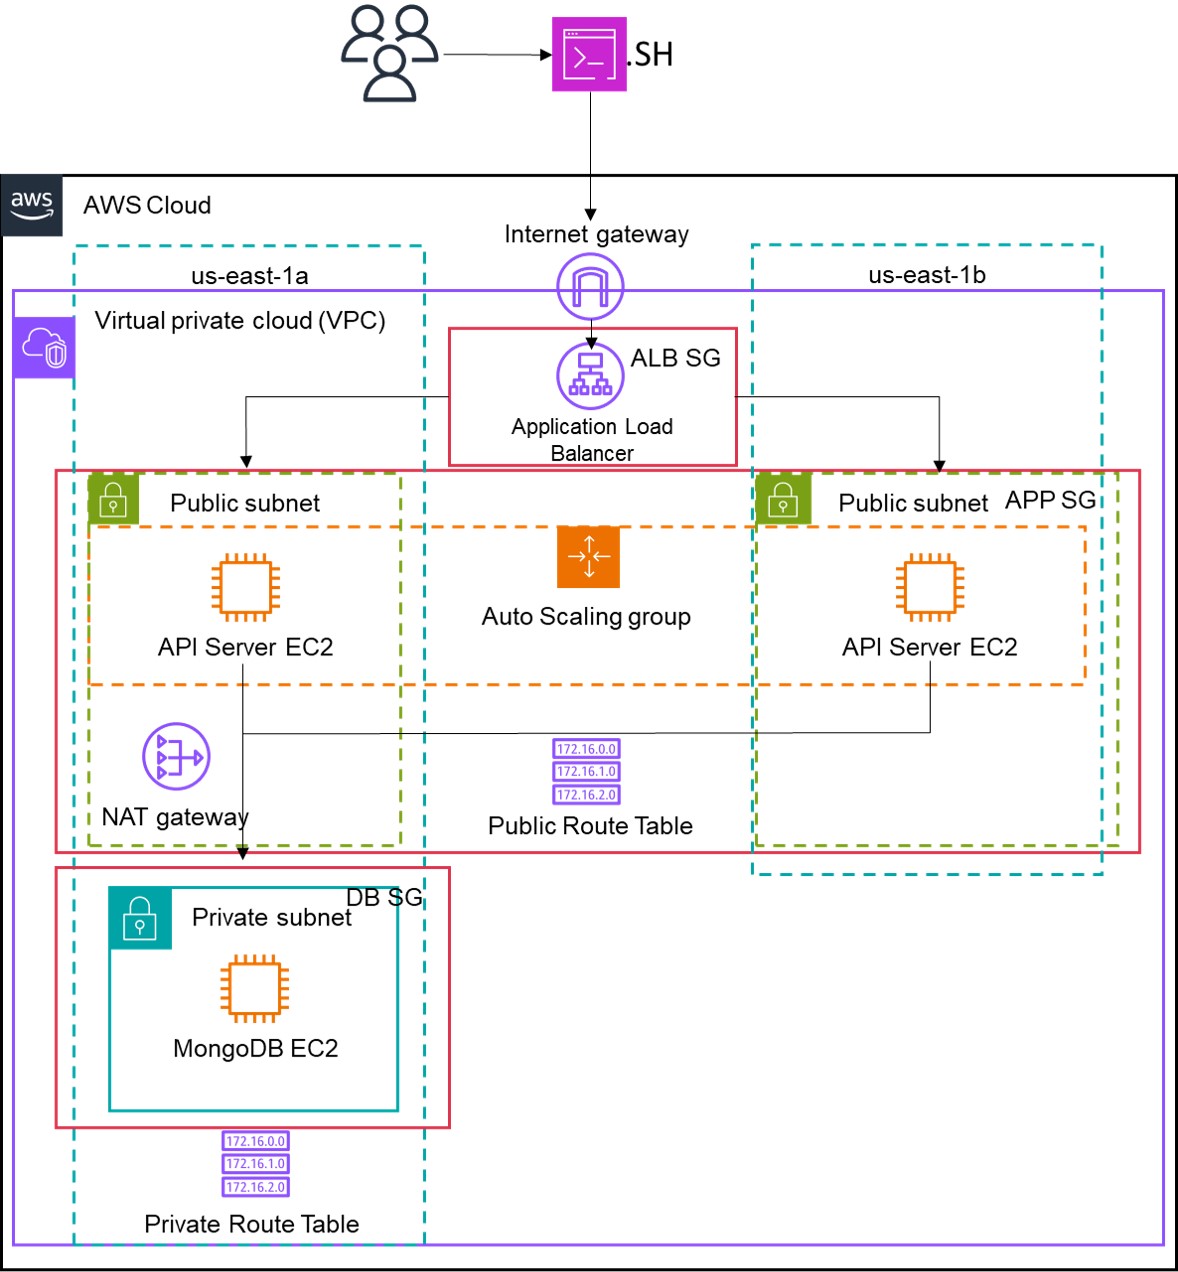 .SH
aws
AWS Cloud
Internet gateway
us-east-1a
us-east-1b
Virtual private cloud (VPC)
ALB SG
Application Load
Balancer
Public subnet
Public subnet
APP SG
Auto Scaling group
API Server EC2
API Server EC2
172.16.0.0
172.16.1.0
172.16.2.0
NAT gateway
Public Route Table
DB SG
Private subnet
MongoDB EC2
172.16.0.0
172.16.1.0
172.16.2.0
Private Route Table